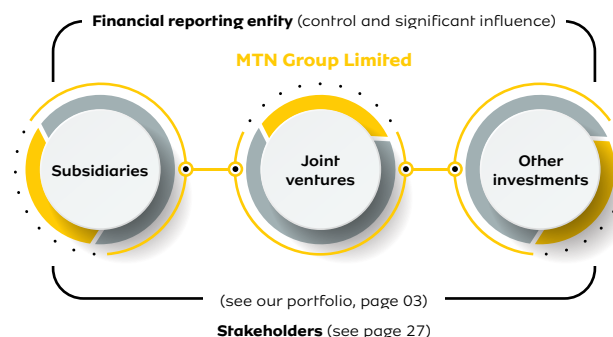 Financial reporting entity (control and significant influence)
MTN Group Limited
Subsidiaries
Joint
ventures
Other
investments
(see our portfolio, page 03)
Stakeholders (see page 27)